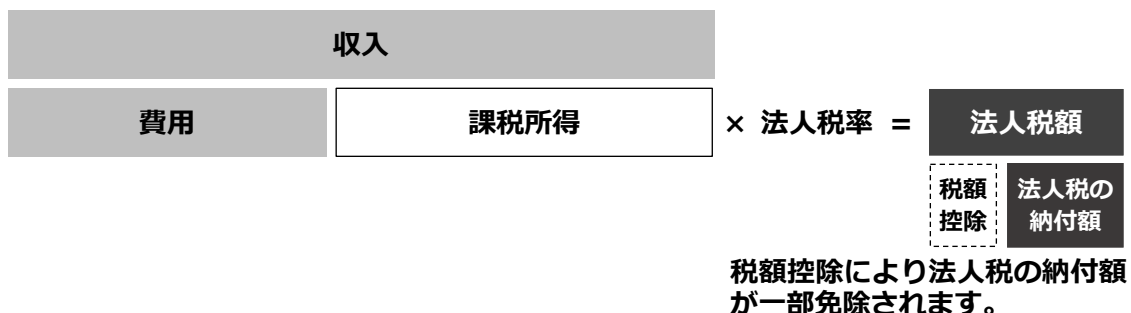 収入
費用
課税所得
× 法人税率 =
法人税額
税額
控除
法人税の
納付額
税額控除により法人税の納付額
が一部免除されます。